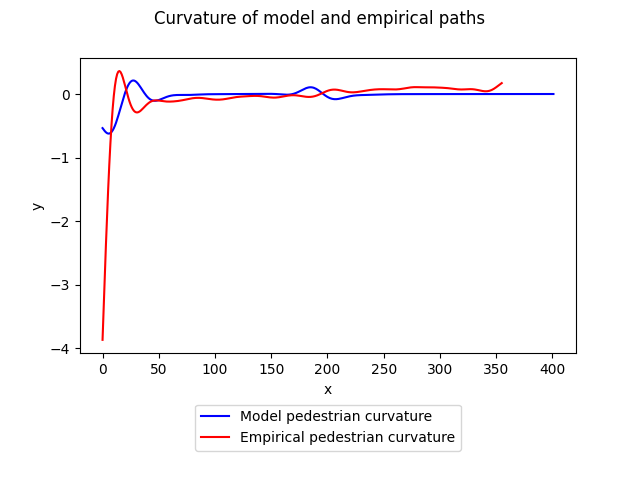 Curvature of model and empirical paths
0
−1
−2
−3
−4
y
0 50 100 150 200 250 300 350 400
x
Model pedestrian curvature
Empirical pedestrian curvature